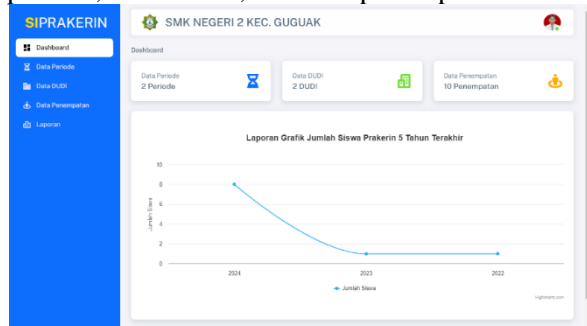 SIPRAKERIN
SMK NEGERI 2 KEC. GUGUAK
Dashboard
Data Periode
Data DUDI
Data Penempatan
Laporan
Dashboard
Data Periode
2 Periode
Data DUDI
2 DUDI
Data Penempatan
10 Penempatan
Laporan Grafik Jumlah Siswa Prakerin 5 Tahun Terakhir
Jumlah Siswa
10
8
6
4
2
0
2024
2023
2022
Jumlah Siswa
Highcharts.com